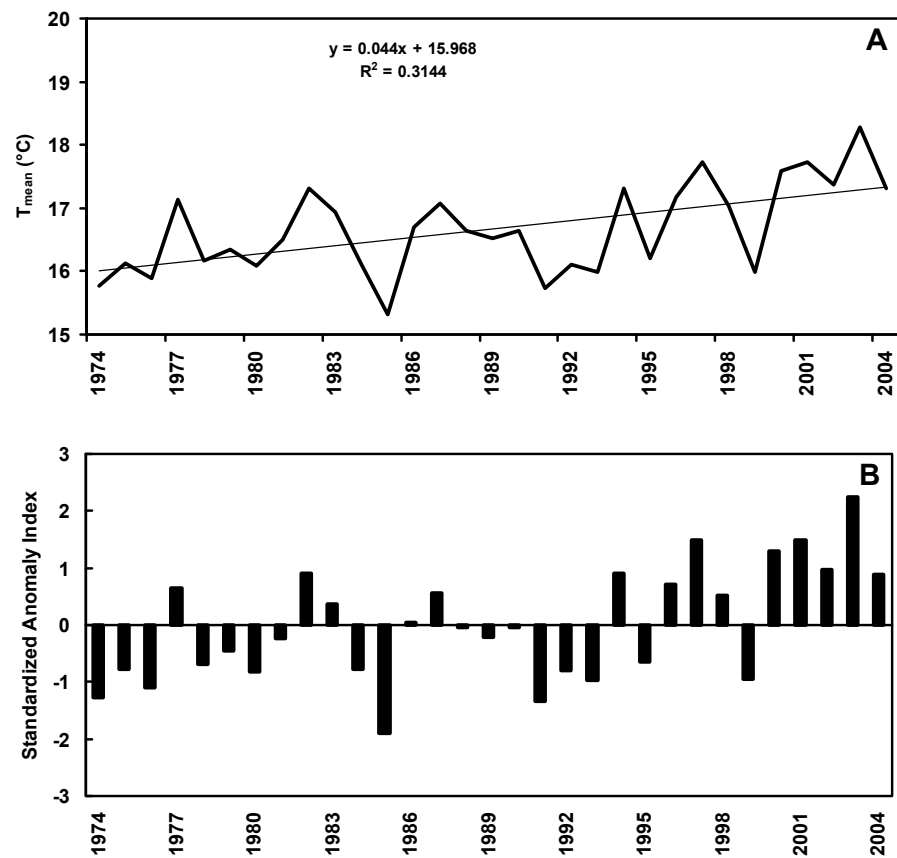 A
y = 0.044x + 15.968
R² = 0.3144
20
19
18
17
16
15
Tmean (°C)
1974 1977 1980 1983 1986 1989 1992 1995 1998 2001 2004
B
3
2
1
0
-1
-2
-3
Standardized Anomaly Index
1974 1977 1980 1983 1986 1989 1992 1995 1998 2001 2004